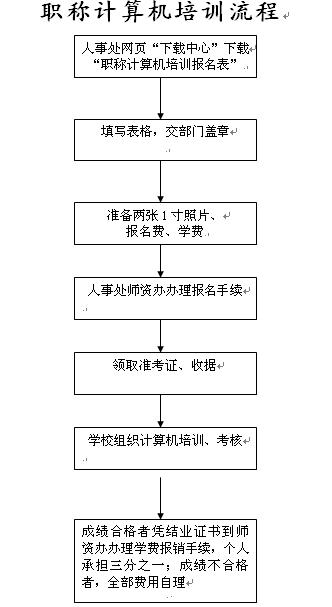 职称计算机培训流程
人事处网页“下载中心”下载
“职称计算机培训报名表”
填写表格，交部门盖章
准备两张1寸照片、
报名费、学费
人事处师资办办理报名手续
领取准考证、收据
学校组织计算机培训、考核
成绩合格者凭结业证书到师
资办办理学费报销手续，个人
承担三分之一；成绩不合格
者，全部费用自理